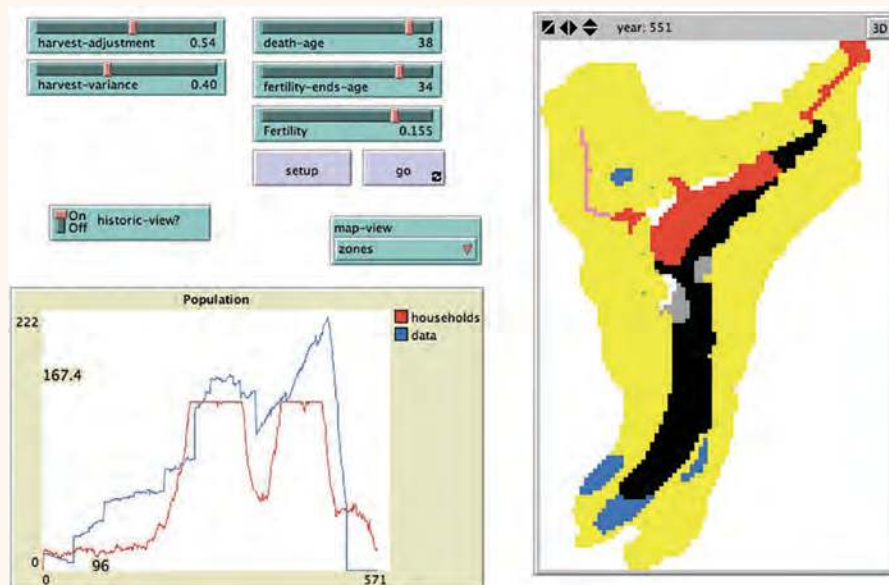 harvest-adjustment 0.54
harvest-variance 0.40
death-age 38
fertility-ends-age 34
Fertility 0.155
setup
go
On
Off
historic-view?
map-view
zones
year: 551
3D
Population
222
167.4
0
96
0
571
households
data